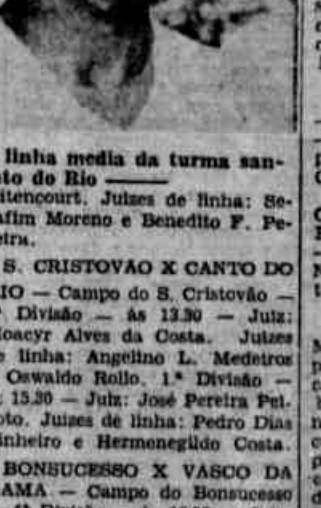 linha media da turma san-
to do Rio
itencourt. Juizes de linha: Se-
afim Moreno e Benedito F. Pe-
eira.
S. CRISTOVAO X CANTO DO
IO — Campo do S. Cristovão —
ª Divisão — ás 13.30 — Juiz:
oacyr Alves da Costa. Juizes
e linha: Angelino L. Medeiros
Oswaldo Rollo. 1.ª Divisão —
15.30 — Juiz: José Pereira Pei-
oto. Juizes de linha: Pedro Dias
inheiro e Hermonegildo Costa.
BONSUCESSO X VASCO DA
AMA — Campo do Bonsucesso